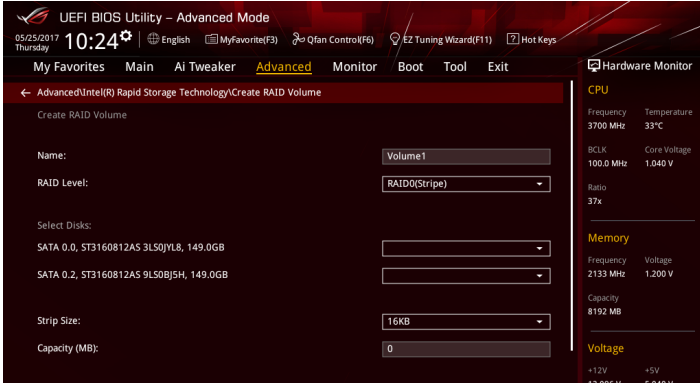 UEFI BIOS Utility – Advanced Mode
05/25/2017 Thursday 10:24 English MyFavorite(F3) Qfan Control(F6) EZ Tuning Wizard(F11) ? Hot Keys
My Favorites Main Ai Tweaker Advanced Monitor Boot Tool Exit
Hardware Monitor
← Advanced\Intel(R) Rapid Storage Technology\Create RAID Volume
Create RAID Volume
Name: Volume1
RAID Level: RAID0(Stripe)
Select Disks:
SATA 0.0, ST3160812AS 3LS0JYL8, 149.0GB
SATA 0.2, ST3160812AS 9LS0BJ5H, 149.0GB
Strip Size: 16KB
Capacity (MB): 0
CPU
Frequency Temperature
3700 MHz 33°C
BCLK Core Voltage
100.0 MHz 1.040 V
Ratio
37x
Memory
Frequency Voltage
2133 MHz 1.200 V
Capacity
8192 MB
Voltage
+12V +5V